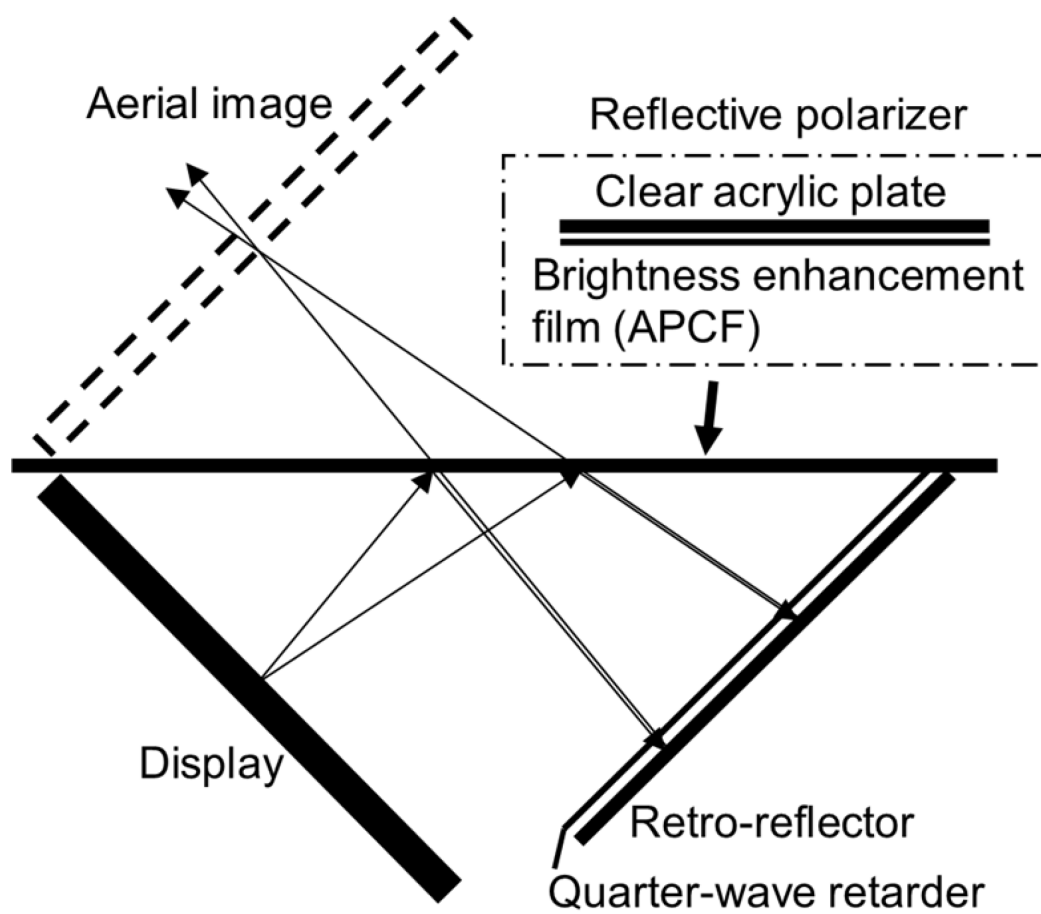 Aerial image
Reflective polarizer
Clear acrylic plate
Brightness enhancement
film (APCF)
Display
Retro-reflector
Quarter-wave retarder